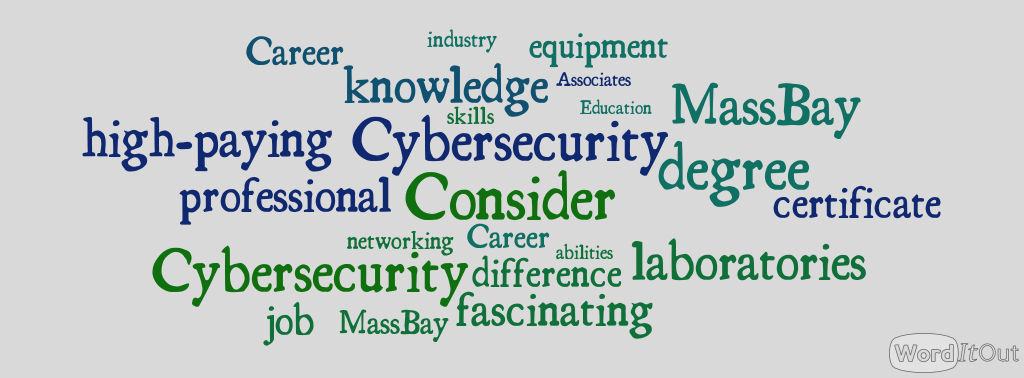 Career industry equipment
knowledge Associates
skills Education MassBay
high-paying Cybersecurity
degree
professional Consider certificate
networking Career abilities
Cybersecurity difference laboratories
job MassBay fascinating
WordItOut